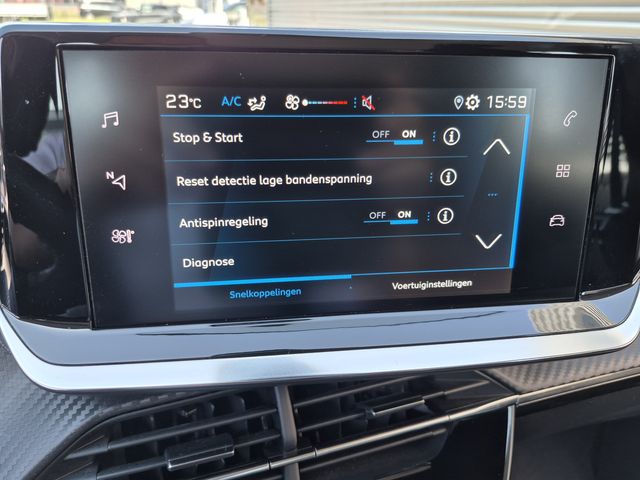 23°C A/C 15:59
Stop & Start OFF ON
Reset detectie lage bandenspanning
N
Antispinregeling OFF ON
Diagnose
Snelkoppelingen Voertuiginstellingen